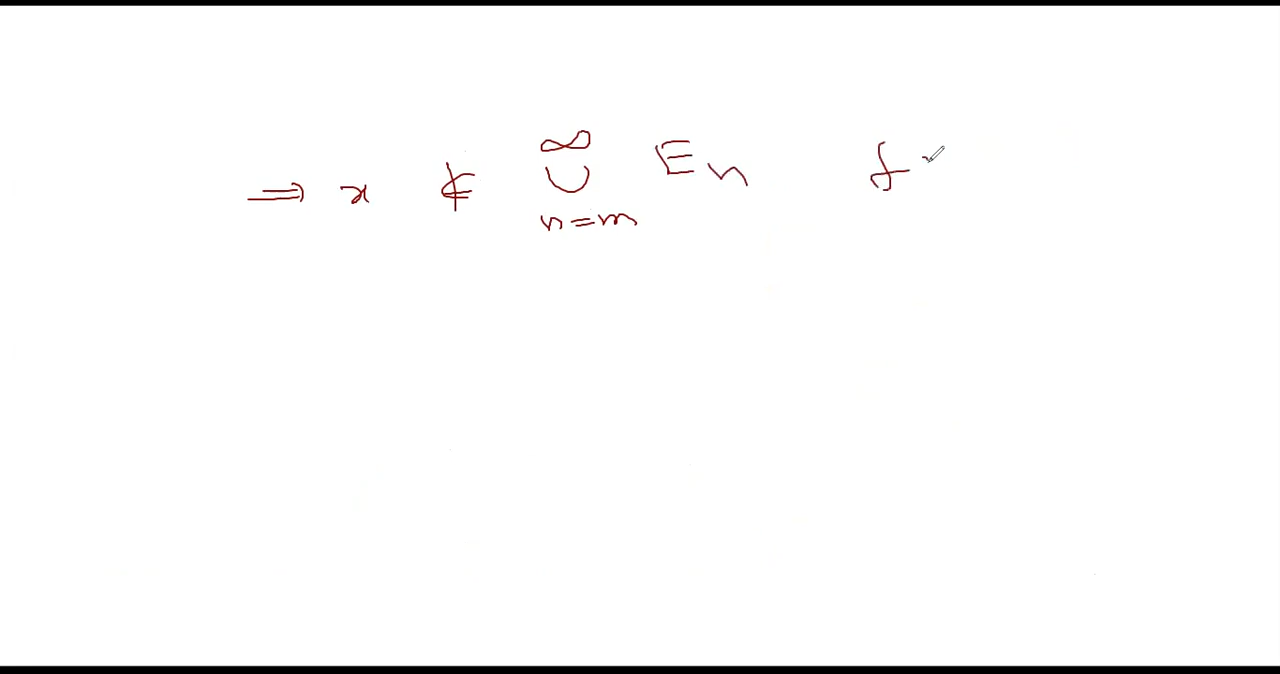 ⇒ x ∉ ∞ ∪ n=m E_n f